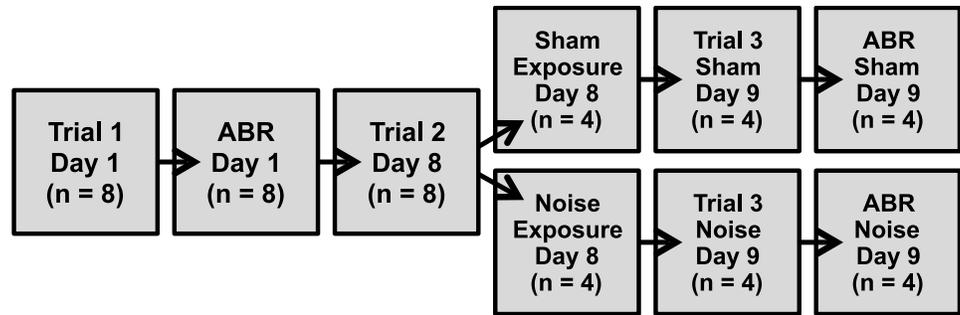 Trial 1
Day 1
(n = 8)
ABR
Day 1
(n = 8)
Trial 2
Day 8
(n = 8)
Sham
Exposure
Day 8
(n = 4)
Trial 3
Sham
Day 9
(n = 4)
ABR
Sham
Day 9
(n = 4)
Noise
Exposure
Day 8
(n = 4)
Trial 3
Noise
Day 9
(n = 4)
ABR
Noise
Day 9
(n = 4)